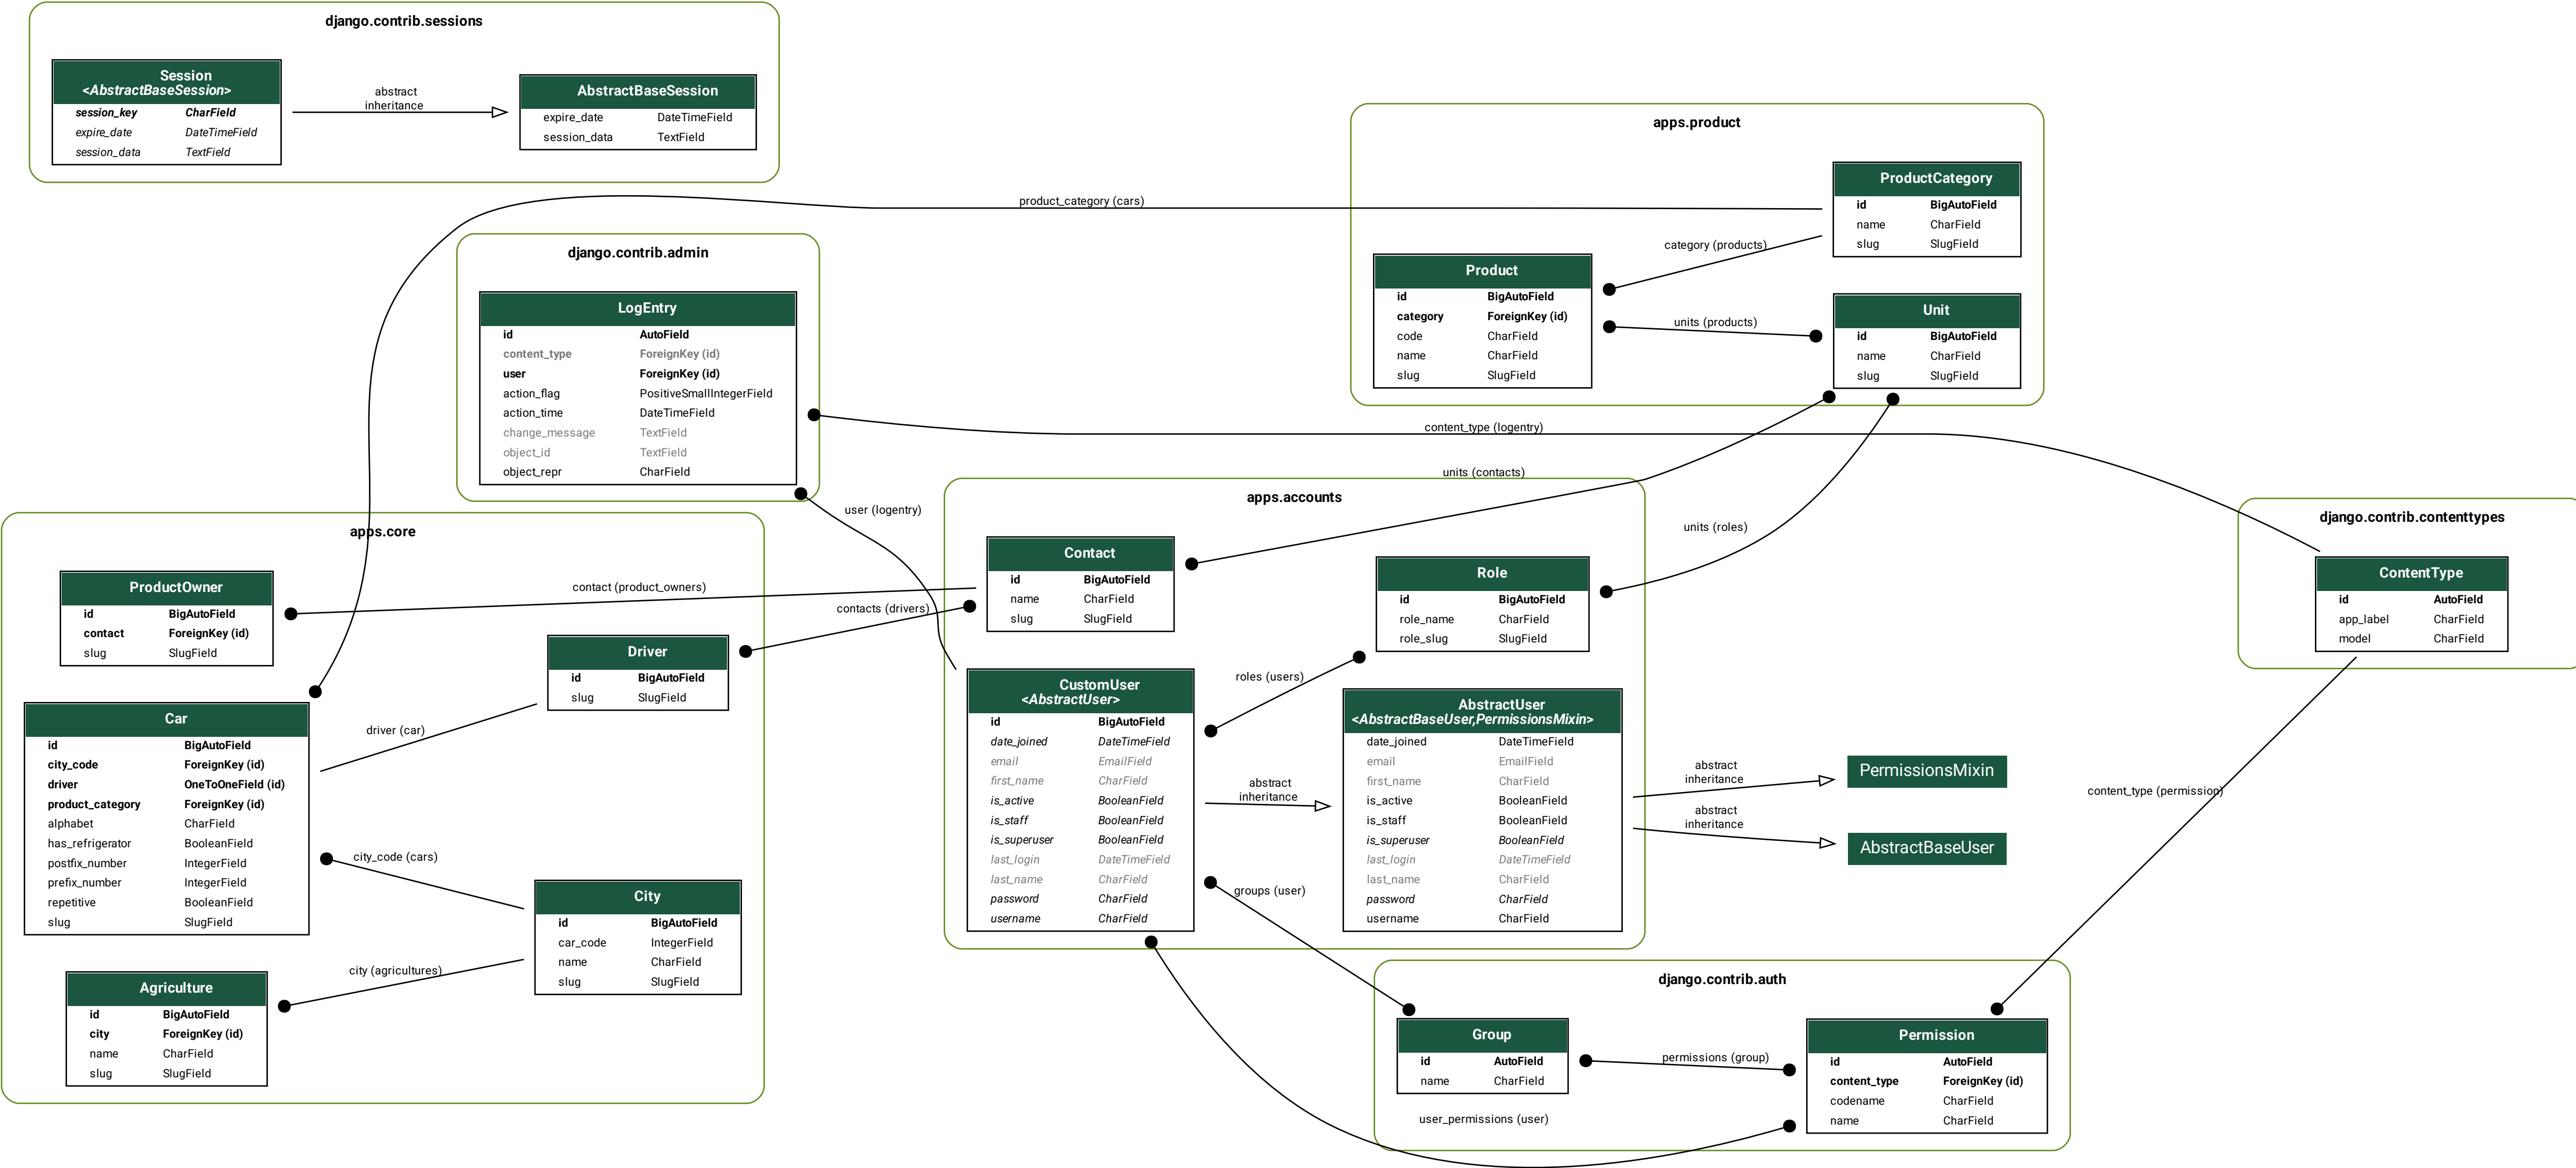 django.contrib.sessions
Session
<AbstractBaseSession>
session_key CharField
expire_date DateTimeField
session_data TextField
abstract
inheritance
AbstractBaseSession
expire_date DateTimeField
session_data TextField
apps.product
ProductCategory
id BigAutoField
name CharField
slug SlugField
product_category (cars)
category (products)
Product
id BigAutoField
category ForeignKey (id)
code CharField
name CharField
slug SlugField
units (products)
Unit
id BigAutoField
name CharField
slug SlugField
django.contrib.admin
LogEntry
id AutoField
content_type ForeignKey (id)
user ForeignKey (id)
action_flag PositiveSmallIntegerField
action_time DateTimeField
change_message TextField
object_id TextField
object_repr CharField
content_type (logentry)
units (contacts)
user (logentry)
units (roles)
apps.core
ProductOwner
id BigAutoField
contact ForeignKey (id)
slug SlugField
contact (product_owners)
contacts (drivers)
Driver
id BigAutoField
slug SlugField
Car
id BigAutoField
city_code ForeignKey (id)
driver OneToOneField (id)
product_category ForeignKey (id)
alphabet CharField
has_refrigerator BooleanField
postfix_number IntegerField
prefix_number IntegerField
repetitive BooleanField
slug SlugField
driver (car)
city_code (cars)
City
id BigAutoField
car_code IntegerField
name CharField
slug SlugField
city (agricultures)
Agriculture
id BigAutoField
city ForeignKey (id)
name CharField
slug SlugField
apps.accounts
Contact
id BigAutoField
name CharField
slug SlugField
Role
id BigAutoField
role_name CharField
role_slug SlugField
roles (users)
CustomUser
<AbstractUser>
id BigAutoField
date_joined DateTimeField
email EmailField
first_name CharField
is_active BooleanField
is_staff BooleanField
is_superuser BooleanField
last_login DateTimeField
last_name CharField
password CharField
username CharField
abstract
inheritance
AbstractUser
<AbstractBaseUser,PermissionsMixin>
date_joined DateTimeField
email EmailField
first_name CharField
is_active BooleanField
is_staff BooleanField
is_superuser BooleanField
last_login DateTimeField
last_name CharField
password CharField
username CharField
abstract
inheritance
PermissionsMixin
abstract
inheritance
AbstractBaseUser
groups (user)
django.contrib.contenttypes
ContentType
id AutoField
app_label CharField
model CharField
content_type (permission)
django.contrib.auth
Group
id AutoField
name CharField
permissions (group)
Permission
id AutoField
content_type ForeignKey (id)
codename CharField
name CharField
user_permissions (user)